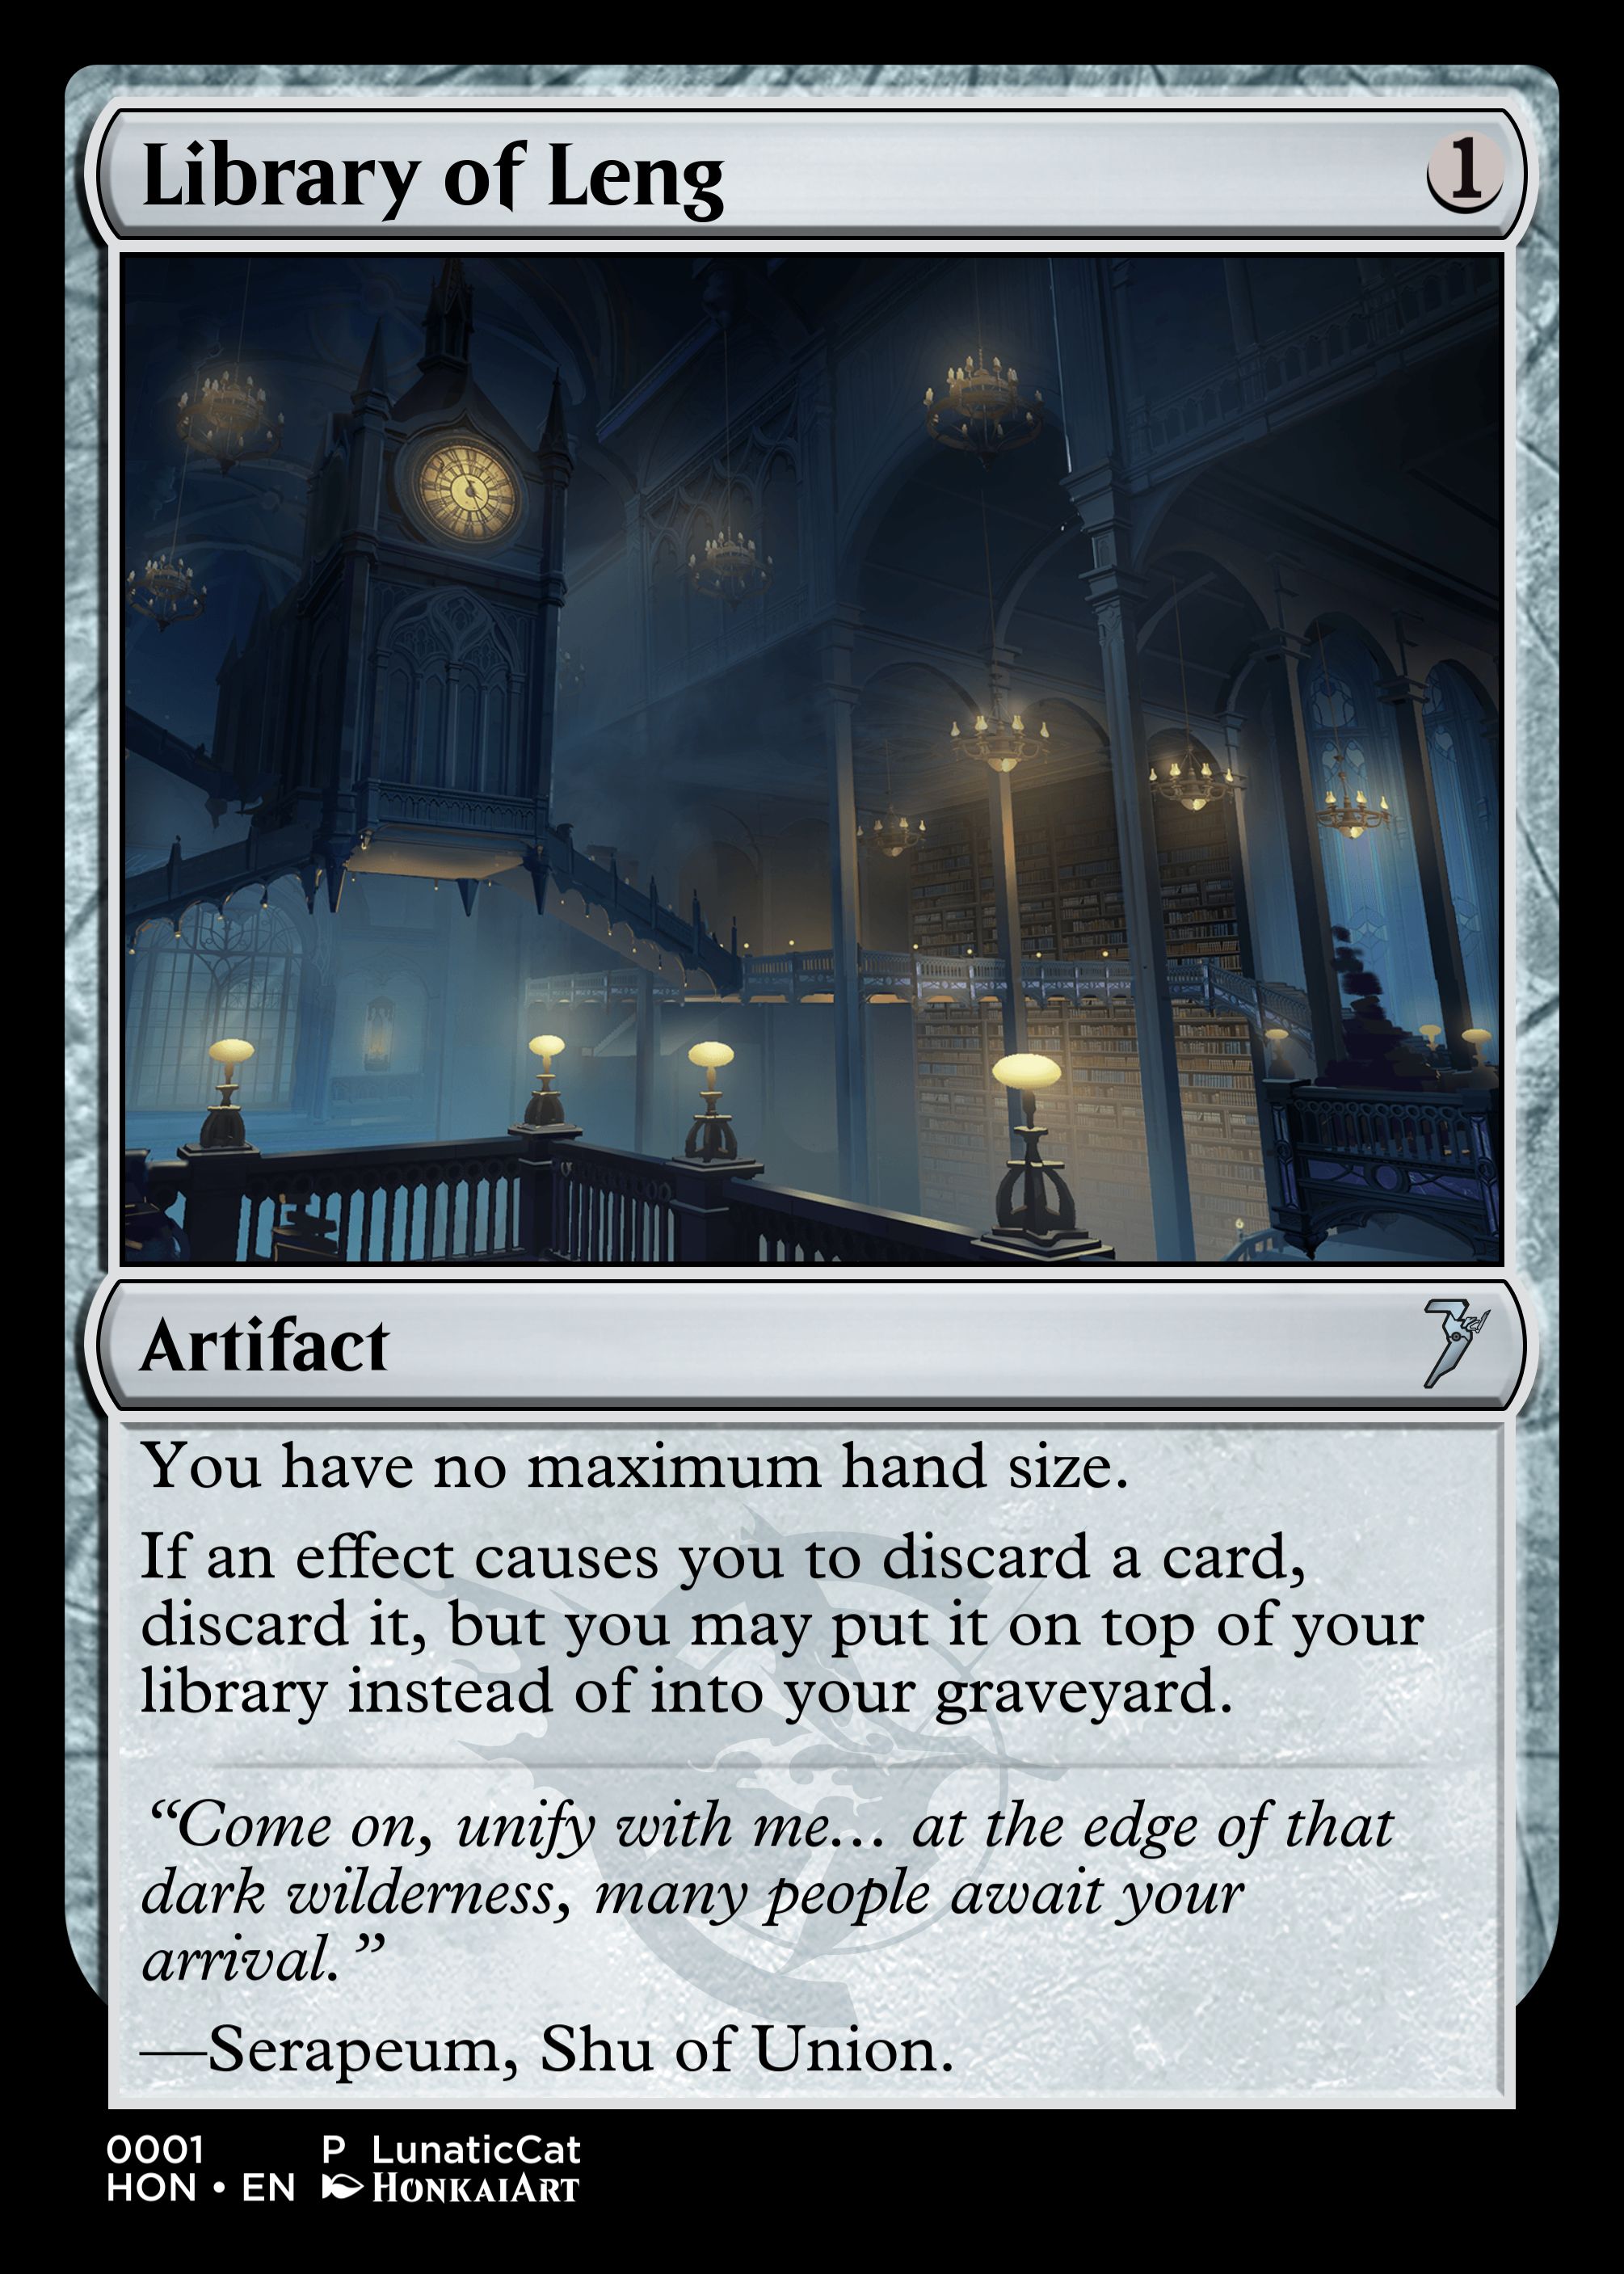 Library of Leng
1
Artifact
You have no maximum hand size.
If an effect causes you to discard a card,
discard it, but you may put it on top of your
library instead of into your graveyard.
“Come on, unify with me… at the edge of that
dark wilderness, many people await your
arrival.”
—Serapeum, Shu of Union.
0001 P LunaticCat
HON • EN HonkaiArt